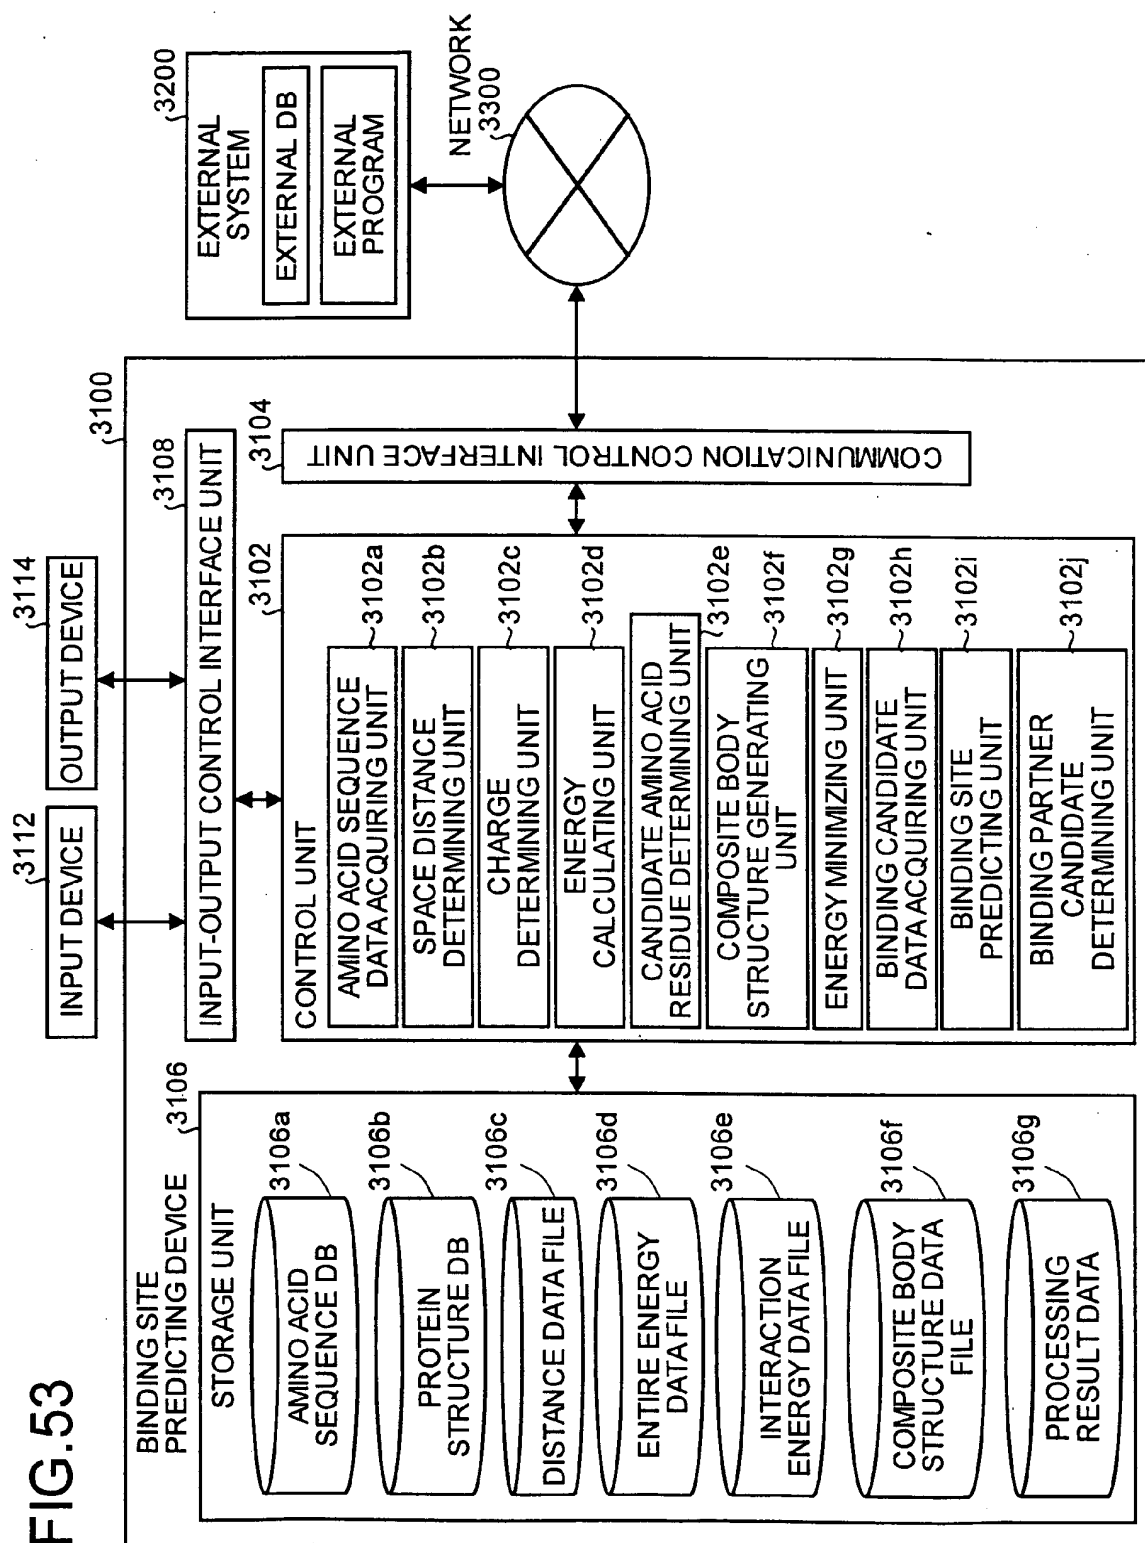 FIG.53
BINDING SITE
PREDICTING DEVICE
3100
INPUT DEVICE
3112
OUTPUT DEVICE
3114
INPUT-OUTPUT CONTROL INTERFACE UNIT
3108
STORAGE UNIT
3106
AMINO ACID
SEQUENCE DB
3106a
PROTEIN
STRUCTURE DB
3106b
DISTANCE DATA FILE
3106c
ENTIRE ENERGY
DATA FILE
3106d
INTERACTION
ENERGY DATA FILE
3106e
COMPOSITE BODY
STRUCTURE DATA
FILE
3106f
PROCESSING
RESULT DATA
3106g
CONTROL UNIT
3102
AMINO ACID SEQUENCE
DATA ACQUIRING UNIT
3102a
SPACE DISTANCE
DETERMINING UNIT
3102b
CHARGE
DETERMINING UNIT
3102c
ENERGY
CALCULATING UNIT
3102d
CANDIDATE AMINO ACID
RESIDUE DETERMINING UNIT
3102e
COMPOSITE BODY
STRUCTURE GENERATING
UNIT
3102f
ENERGY MINIMIZING UNIT
3102g
BINDING CANDIDATE
DATA ACQUIRING UNIT
3102h
BINDING SITE
PREDICTING UNIT
3102i
BINDING PARTNER
CANDIDATE
DETERMINING UNIT
3102j
COMMUNICATION CONTROL INTERFACE UNIT
3104
EXTERNAL
SYSTEM
3200
EXTERNAL DB
EXTERNAL
PROGRAM
NETWORK
3300